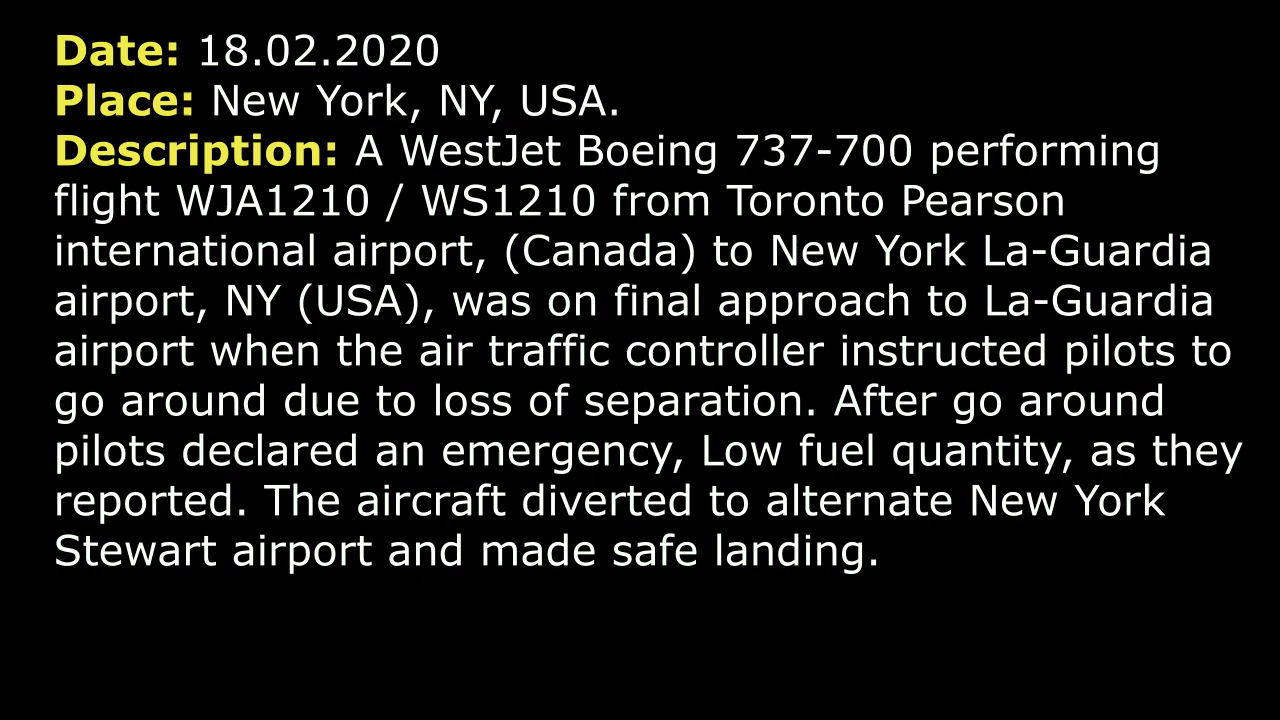 Date: 18.02.2020
Place: New York, NY, USA.
Description: A WestJet Boeing 737-700 performing
flight WJA1210 / WS1210 from Toronto Pearson
international airport, (Canada) to New York La-Guardia
airport, NY (USA), was on final approach to La-Guardia
airport when the air traffic controller instructed pilots to
go around due to loss of separation. After go around
pilots declared an emergency, Low fuel quantity, as they
reported. The aircraft diverted to alternate New York
Stewart airport and made safe landing.